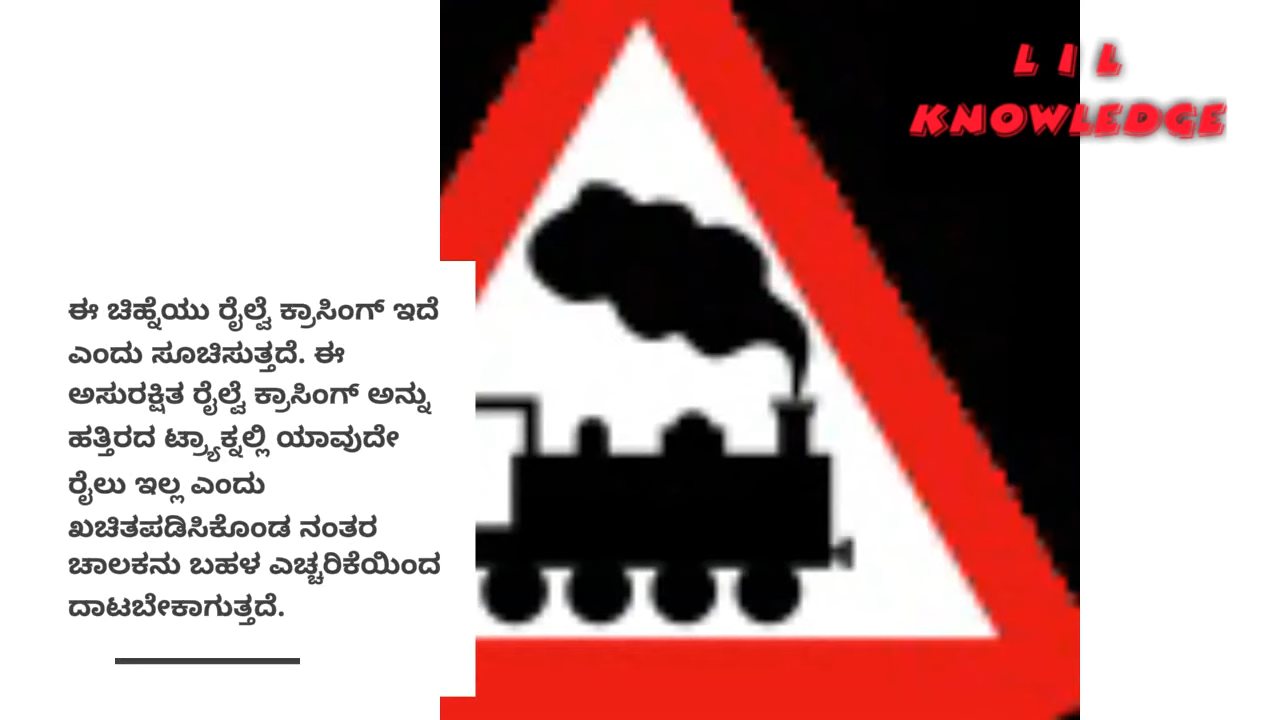 L I L
KNOWLEDGE
ಈ ಚಿಹ್ನೆಯು ರೈಲ್ವೆ ಕ್ರಾಸಿಂಗ್ ಇದೆ
ಎಂದು ಸೂಚಿಸುತ್ತದೆ. ಈ
ಅಸುರಕ್ಷಿತ ರೈಲ್ವೆ ಕ್ರಾಸಿಂಗ್ ಅನ್ನು
ಹತ್ತಿರದ ಟ್ರ್ಯಾಕ್ನಲ್ಲಿ ಯಾವುದೇ
ರೈಲು ಇಲ್ಲ ಎಂದು
ಖಚಿತಪಡಿಸಿಕೊಂಡ ನಂತರ
ಚಾಲಕನು ಬಹಳ ಎಚ್ಚರಿಕೆಯಿಂದ
ದಾಟಬೇಕಾಗುತ್ತದೆ.